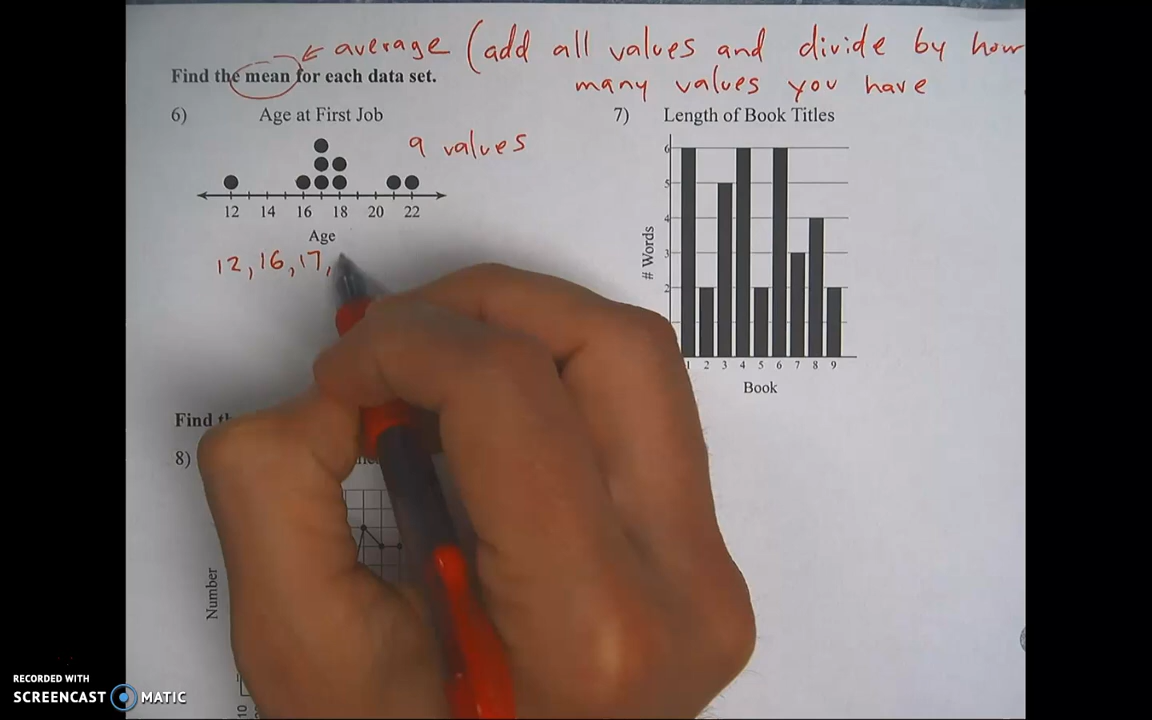 average (add all values and divide by how
Find the mean for each data set.
many values you have
6) Age at First Job
9 values
12 14 16 18 20 22
Age
12, 16, 17,
7) Length of Book Titles
6
5
4
3
2
# Words
1 2 3 4 5 6 7 8 9
Book
Find
8)
Number
10
RECORDED WITH
SCREENCAST MATIC